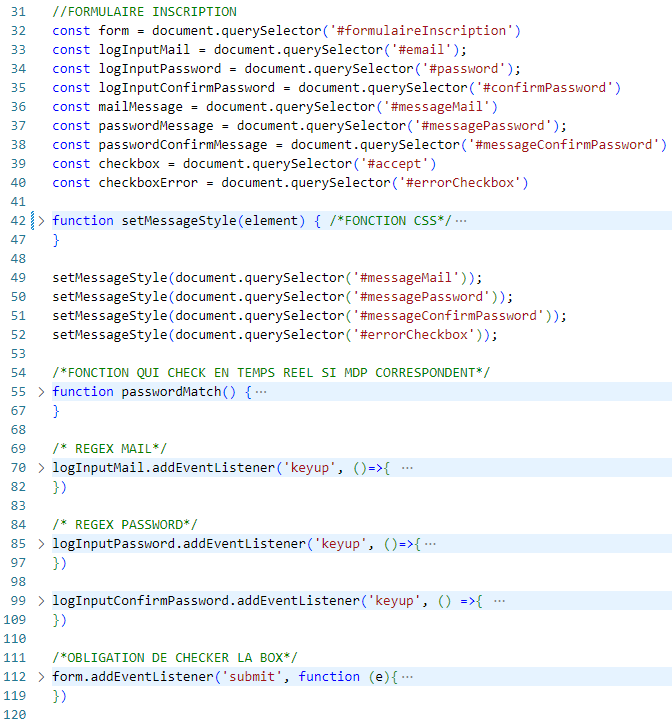 31 //FORMULAIRE INSCRIPTION
32 const form = document.querySelector('#formulaireInscription')
33 const logInputMail = document.querySelector('#email');
34 const logInputPassword = document.querySelector('#password');
35 const logInputConfirmPassword = document.querySelector('#confirmPassword')
36 const mailMessage = document.querySelector('#messageMail')
37 const passwordMessage = document.querySelector('#messagePassword');
38 const passwordConfirmMessage = document.querySelector('#messageConfirmPassword')
39 const checkbox = document.querySelector('#accept')
40 const checkboxError = document.querySelector('#errorCheckbox')
41
42 > function setMessageStyle(element) { /*FONCTION CSS*/ ···
47 }
48
49 setMessageStyle(document.querySelector('#messageMail'));
50 setMessageStyle(document.querySelector('#messagePassword'));
51 setMessageStyle(document.querySelector('#messageConfirmPassword'));
52 setMessageStyle(document.querySelector('#errorCheckbox'));
53
54 /*FONCTION QUI CHECK EN TEMPS REEL SI MDP CORRESPONDENT*/
55 > function passwordMatch() { ···
67 }
68
69 /* REGEX MAIL*/
70 > logInputMail.addEventListener('keyup', ()=>{ ···
82 })
83
84 /* REGEX PASSWORD*/
85 > logInputPassword.addEventListener('keyup', ()=>{ ···
97 })
98
99 > logInputConfirmPassword.addEventListener('keyup', () =>{ ···
109 })
110
111 /*OBLIGATION DE CHECKER LA BOX*/
112 > form.addEventListener('submit', function (e){ ···
119 })
120